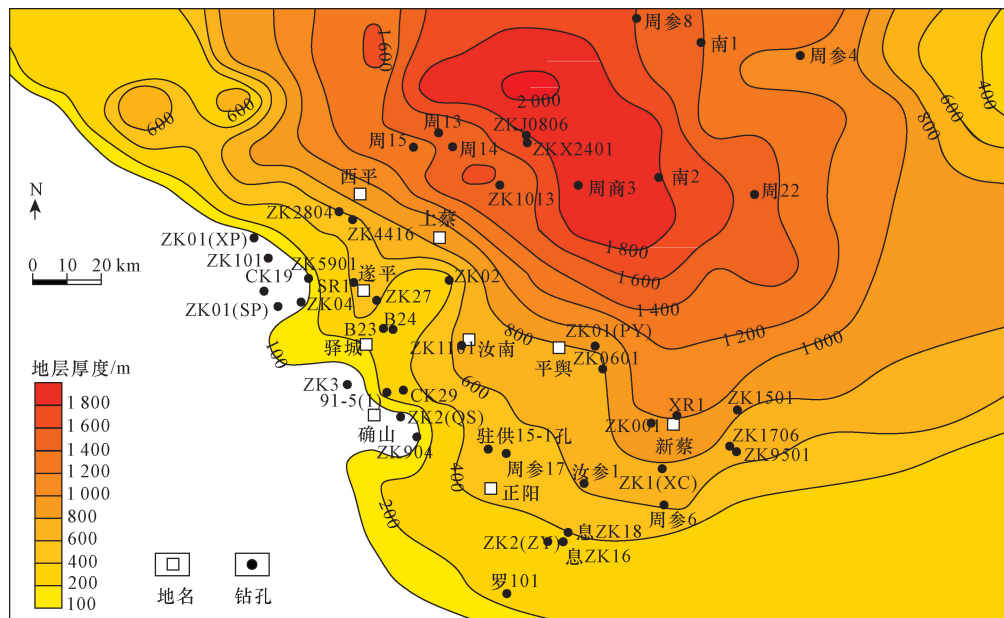 周参8
南1
周参4
1 600
400
600
800
600
600
2 000
ZKJ0806
ZKX2401
周13
周15
周14
ZK1013
周商3
南2
周22
西平
N
ZK2804
ZK4416
上蔡
ZK01(XP)
ZK101
CK19
ZK5901
SR1
遂平
ZK02
1 800
1 600
1 400
1 200
1 000
0 10 20 km
ZK01(SP)
ZK04
ZK27
B23
B24
驿城
100
ZK1101
汝南
800
平舆
ZK01(PY)
ZK0601
600
ZK3
91-5(1)
CK29
确山
ZK2(QS)
ZK904
XR1
ZK001
新蔡
ZK1501
ZK1706
ZK9501
驻供15-1孔
周参17
汝参1
ZK1(XC)
400
正阳
周参6
200
息ZK18
ZK2(ZY)
息ZK16
罗101
地层厚度/m
1 800
1 600
1 400
1 200
1 000
800
600
400
200
100
地名
钻孔